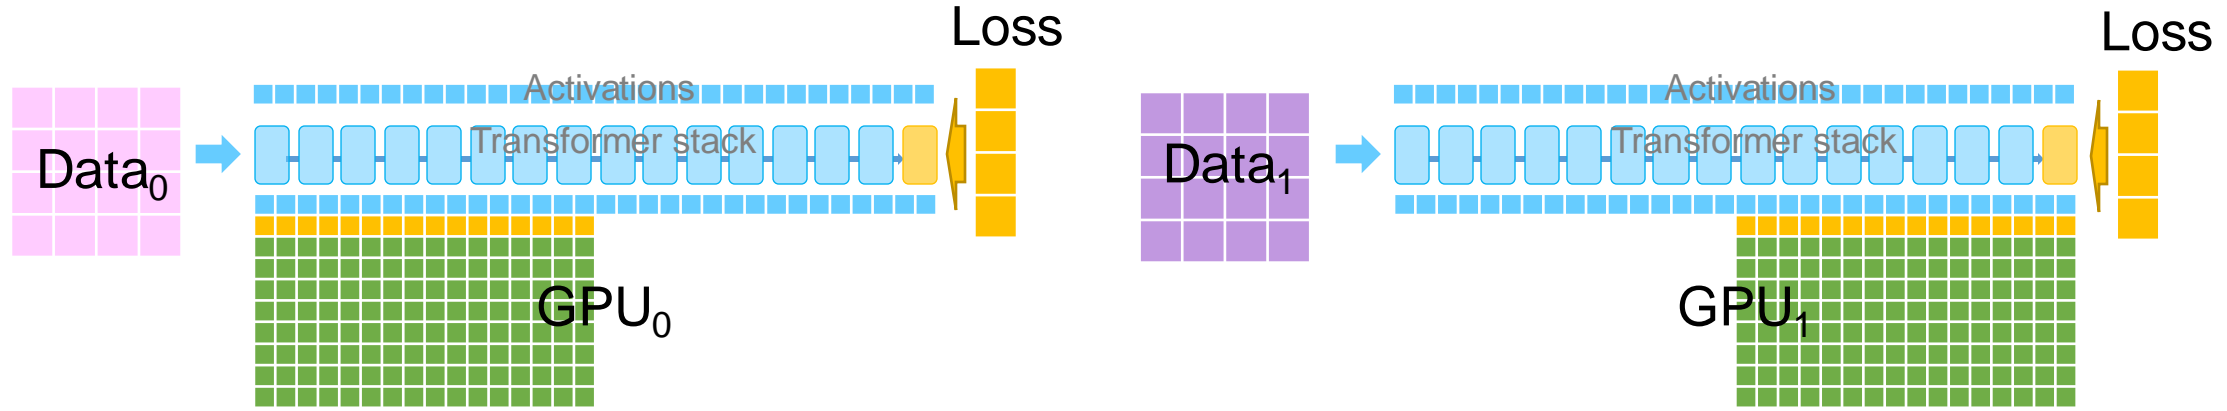 Loss
Loss
Activations
Activations
Transformer stack
Transformer stack
Data0
Data1
GPU0
GPU1